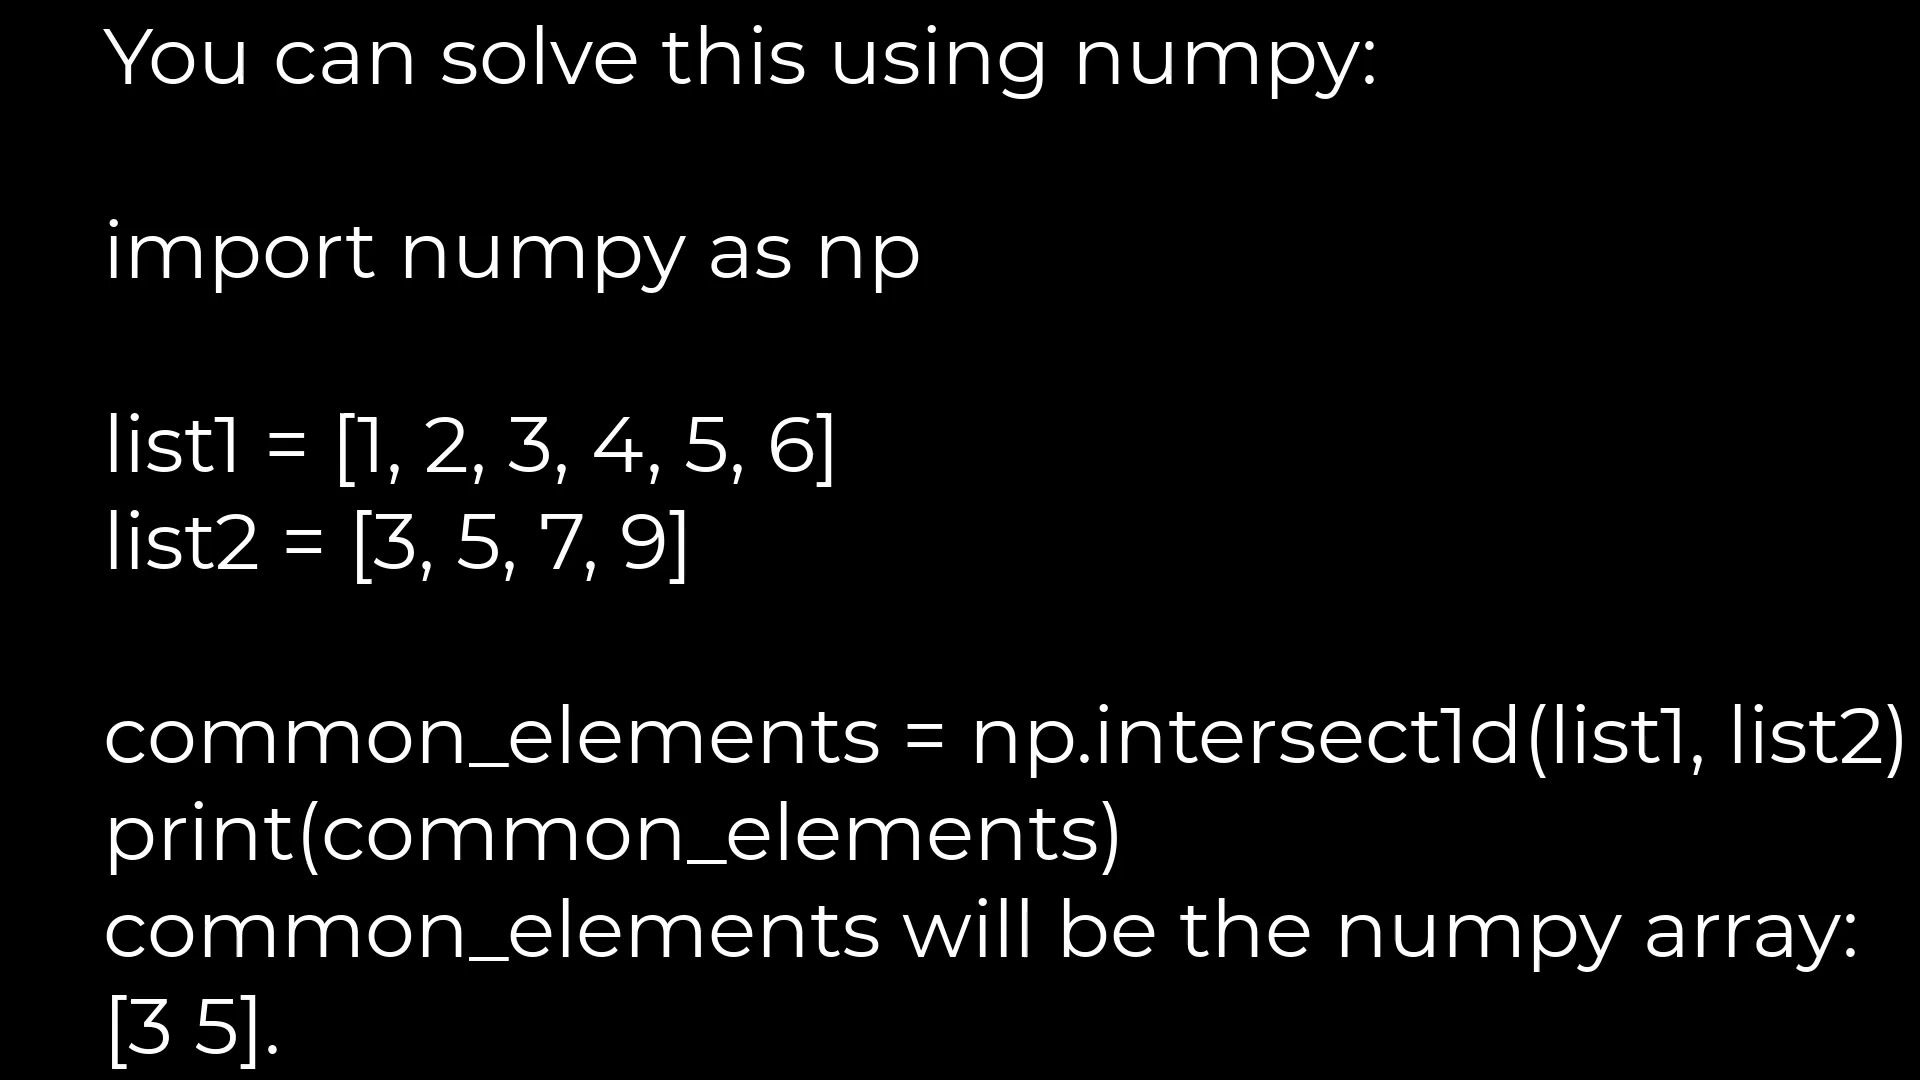 You can solve this using numpy:
import numpy as np
list1 = [1, 2, 3, 4, 5, 6]
list2 = [3, 5, 7, 9]
common_elements = np.intersect1d(list1, list2)
print(common_elements)
common_elements will be the numpy array:
[3 5].